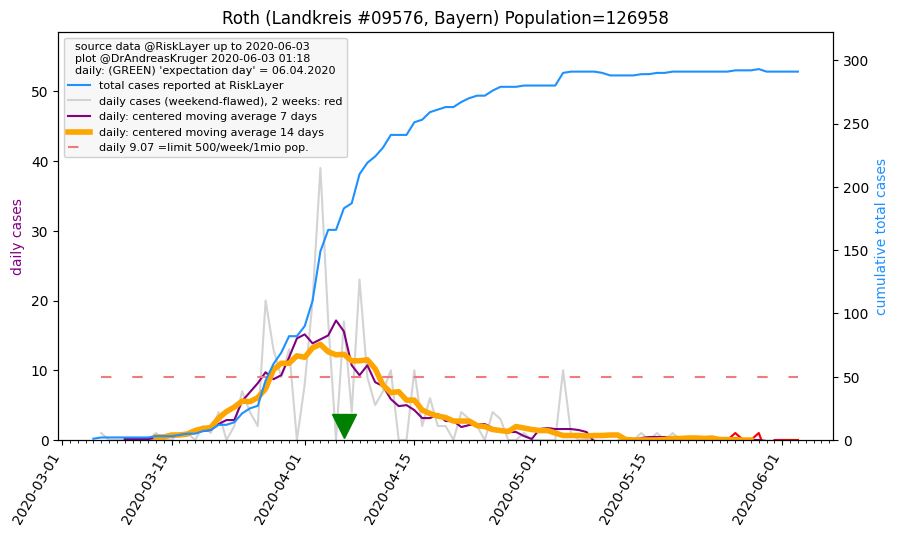 Roth (Landkreis #09576, Bayern) Population=126958
source data @RiskLayer up to 2020-06-03
plot @DrAndreasKruger 2020-06-03 01:18
daily: (GREEN) 'expectation day' = 06.04.2020
total cases reported at RiskLayer
daily cases (weekend-flawed), 2 weeks: red
daily: centered moving average 7 days
daily: centered moving average 14 days
daily 9.07 =limit 500/week/1mio pop.
daily cases
50
40
30
20
10
0
300
250
200
150
100
50
0
cumulative total cases
2020-03-01
2020-03-15
2020-04-01
2020-04-15
2020-05-01
2020-05-15
2020-06-01